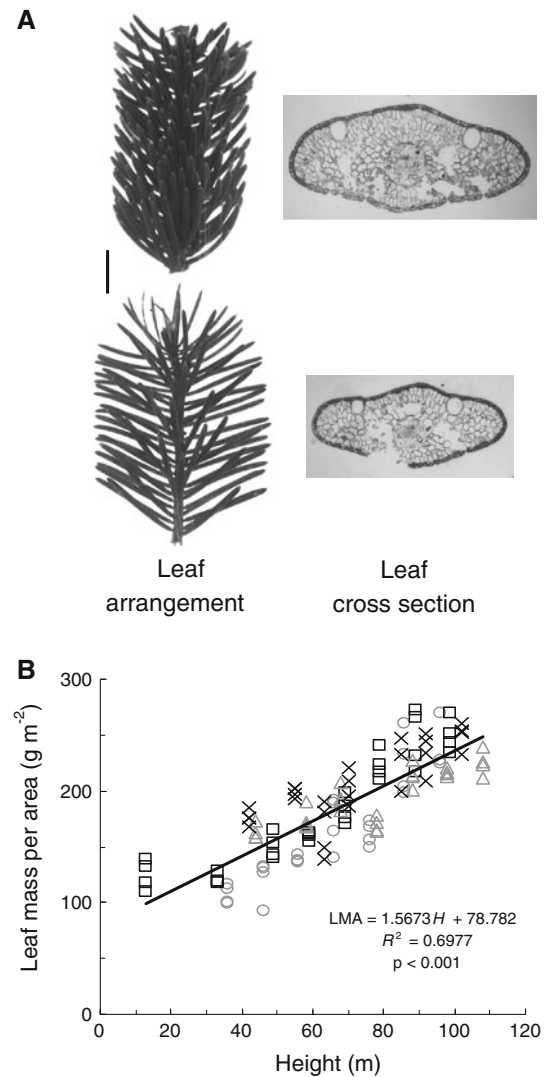 A
Leaf
arrangement
Leaf
cross section
B
Leaf mass per area (g m-2)
300
200
100
0
LMA = 1.5673H + 78.782
R2 = 0.6977
p < 0.001
0 20 40 60 80 100 120
Height (m)